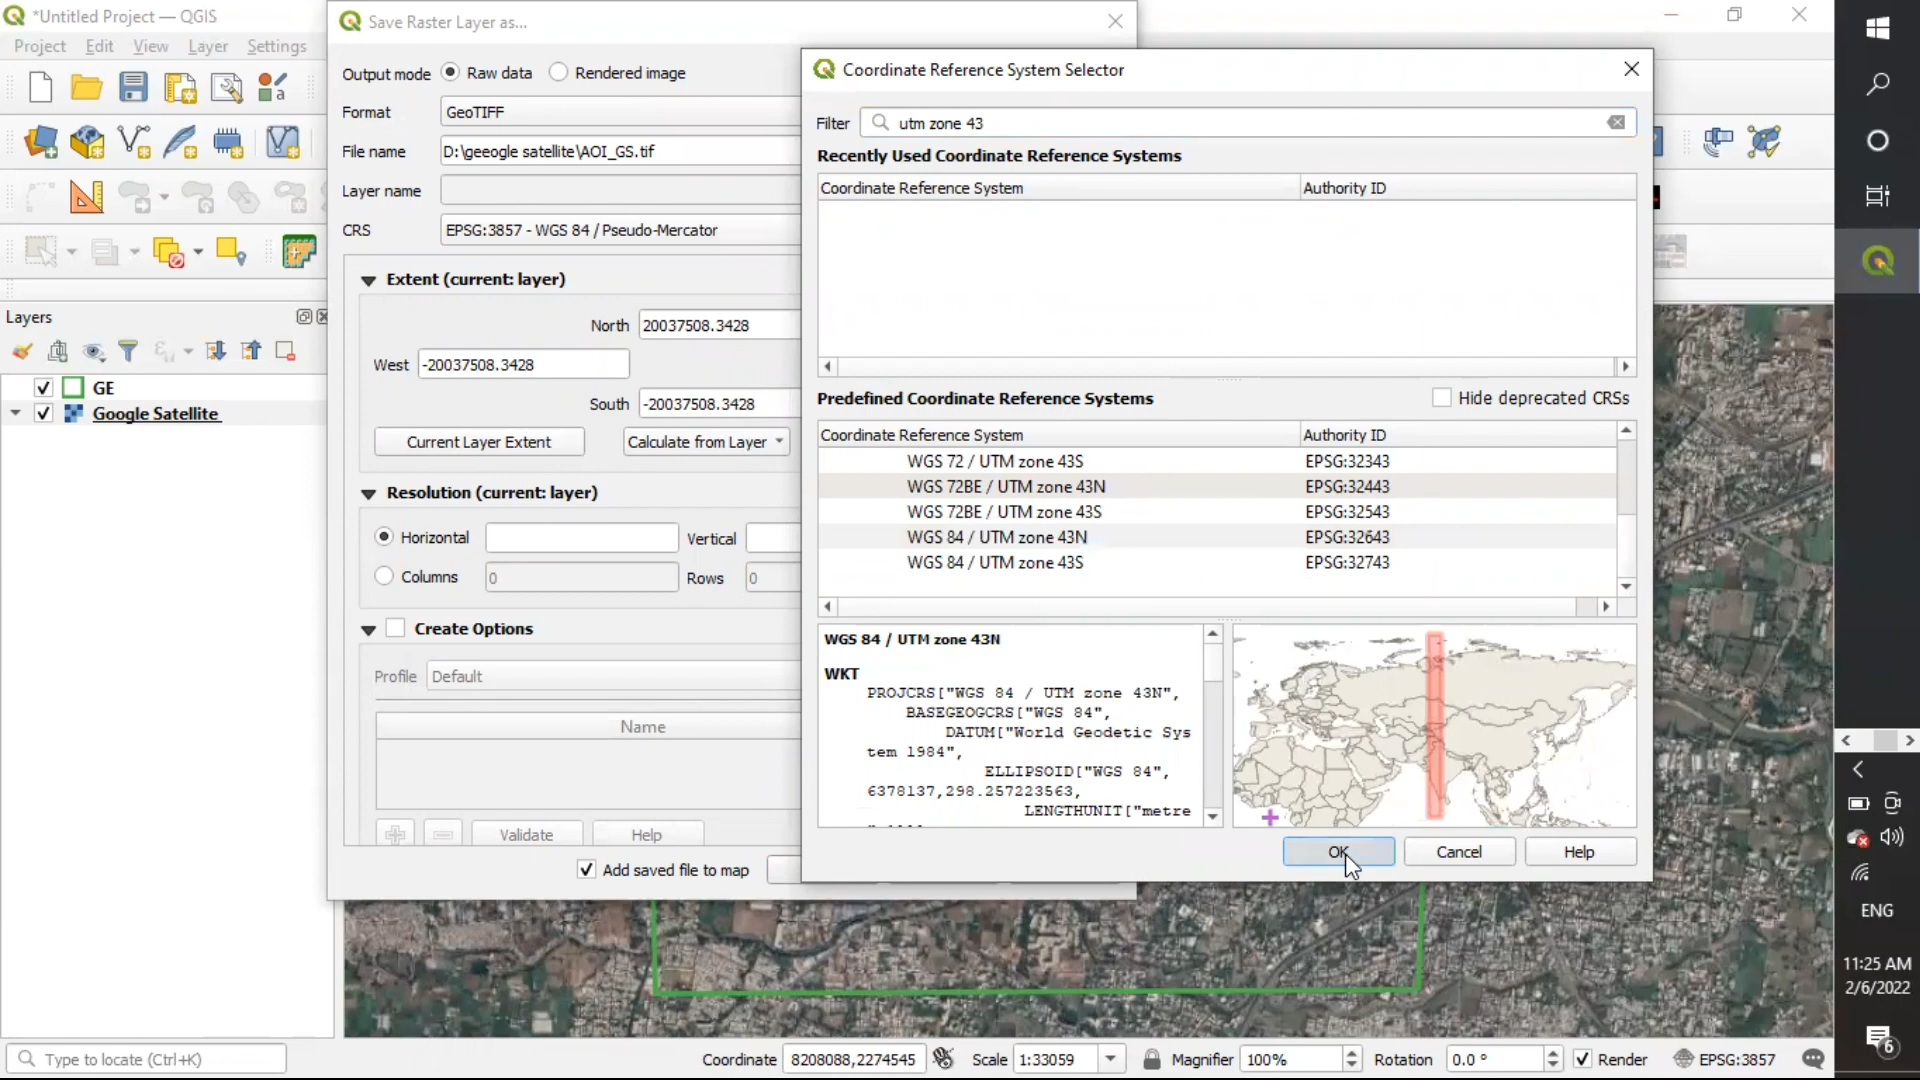 *Untitled Project — QGIS
Project Edit View Layer Settings
Layers
GE
Google Satellite
Save Raster Layer as...
Output mode Raw data Rendered image
Format GeoTIFF
File name D:\geeogle satellite\AOI_GS.tif
Layer name
CRS EPSG:3857 - WGS 84 / Pseudo-Mercator
Extent (current: layer)
North 20037508.3428
West -20037508.3428
South -20037508.3428
Current Layer Extent Calculate from Layer
Resolution (current: layer)
Horizontal Vertical
Columns 0 Rows 0
Create Options
Profile Default
Name
Validate Help
Add saved file to map
Coordinate Reference System Selector
Filter utm zone 43
Recently Used Coordinate Reference Systems
Coordinate Reference System Authority ID
Predefined Coordinate Reference Systems Hide deprecated CRSs
Coordinate Reference System Authority ID
WGS 72 / UTM zone 43S EPSG:32343
WGS 72BE / UTM zone 43N EPSG:32443
WGS 72BE / UTM zone 43S EPSG:32543
WGS 84 / UTM zone 43N EPSG:32643
WGS 84 / UTM zone 43S EPSG:32743
WGS 84 / UTM zone 43N
WKT
PROJCRS["WGS 84 / UTM zone 43N",
BASEGEOGCRS["WGS 84",
DATUM["World Geodetic Sys
tem 1984",
ELLIPSOID["WGS 84",
6378137,298.257223563,
LENGTHUNIT["metre
OK Cancel Help
Type to locate (Ctrl+K) Coordinate 8208088,2274545 Scale 1:33059 Magnifier 100% Rotation 0.0 ° Render EPSG:3857
ENG
11:25 AM
2/6/2022
6